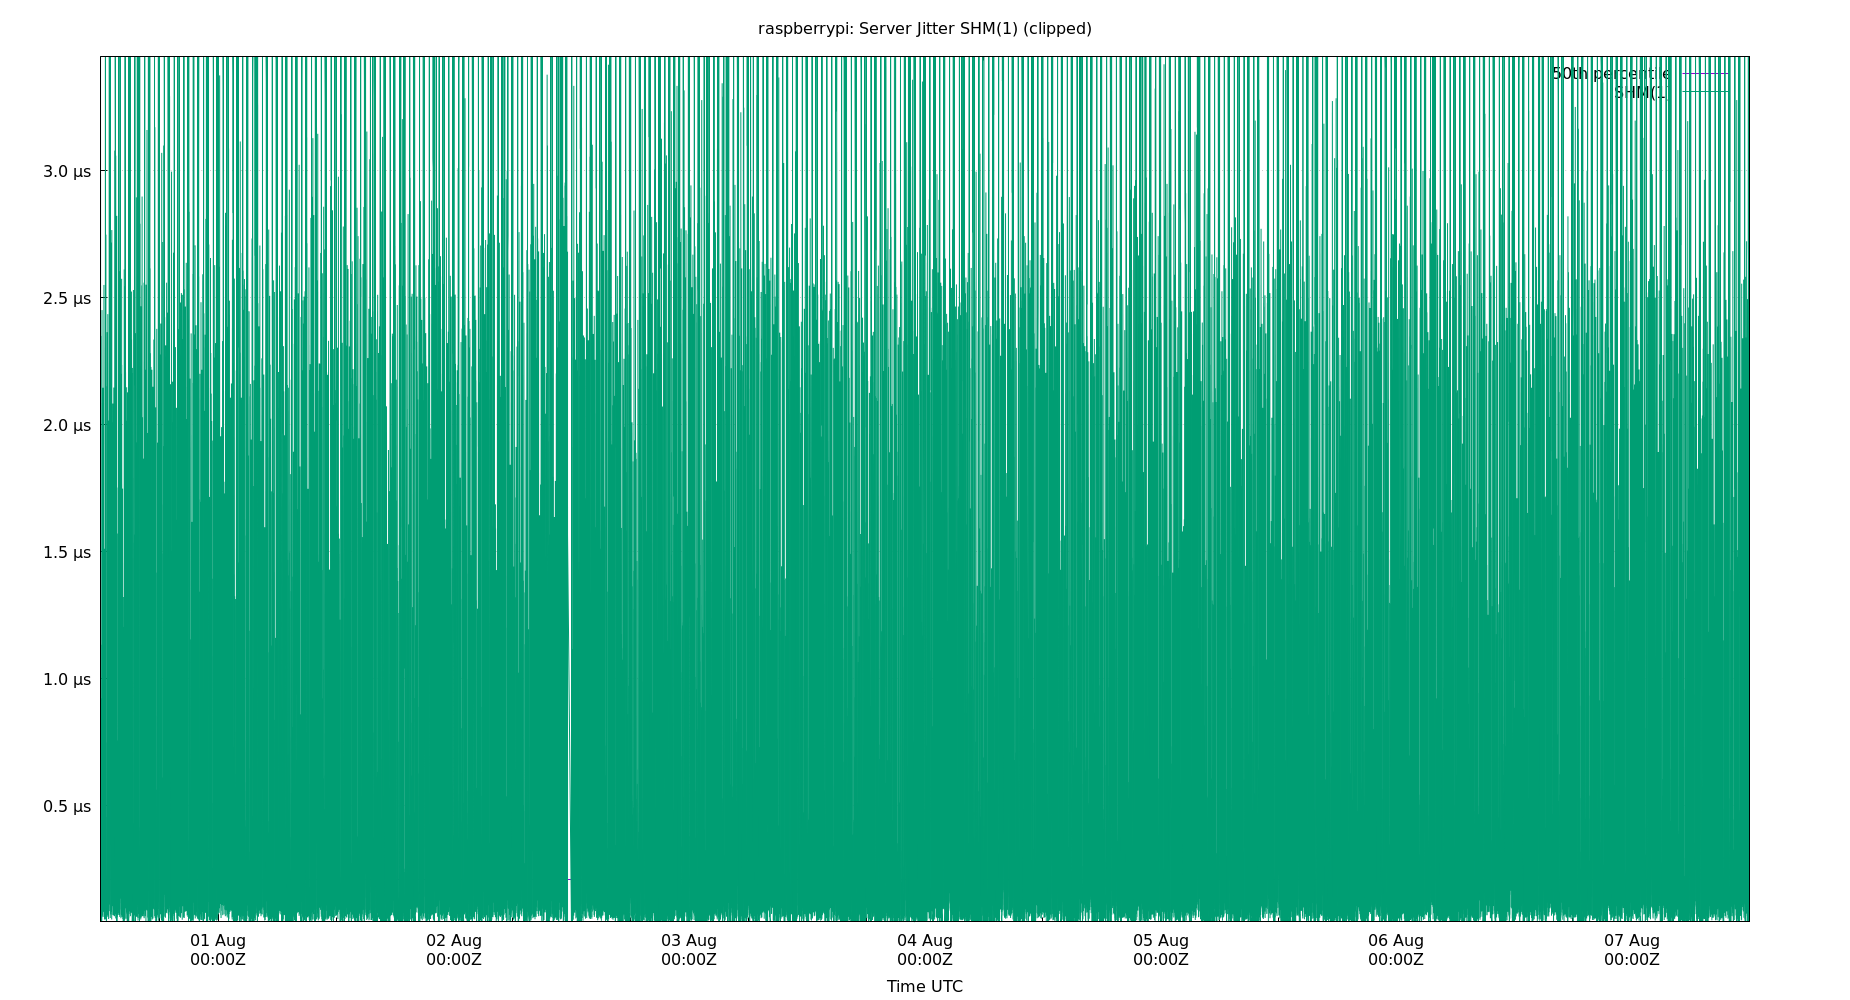 raspberrypi: Server Jitter SHM(1) (clipped)
50th percentile
SHM(1)
3.0 µs
2.5 µs
2.0 µs
1.5 µs
1.0 µs
0.5 µs
01 Aug 02 Aug 03 Aug 04 Aug 05 Aug 06 Aug 07 Aug
00:00Z 00:00Z 00:00Z 00:00Z 00:00Z 00:00Z 00:00Z
Time UTC